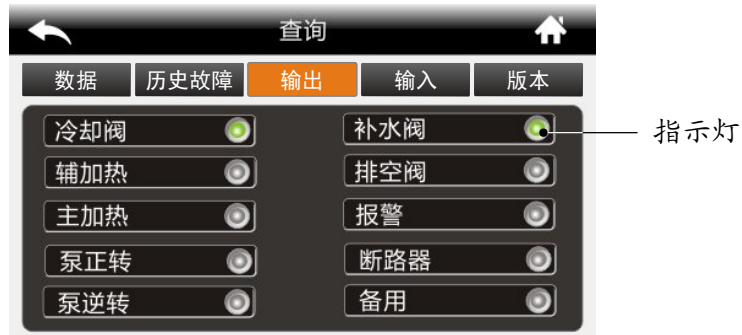 查询
数据 历史故障 输出 输入 版本
冷却阀 补水阀 指示灯
辅加热 排空阀
主加热 报警
泵正转 断路器
泵逆转 备用